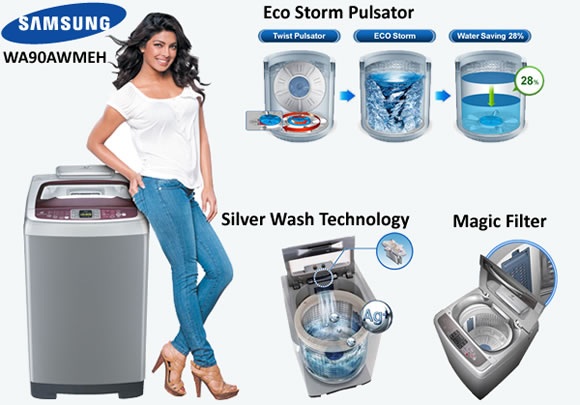 SAMSUNG
WA90AWMEH
Eco Storm Pulsator
Twist Pulsator
ECO Storm
Water Saving 28%
28%
Silver Wash Technology
Magic Filter
Ag+